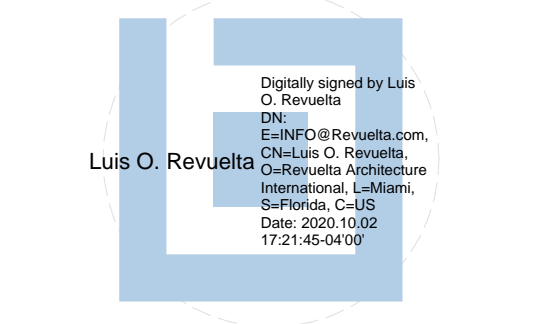 Luis O. Revuelta
Digitally signed by Luis
O. Revuelta
DN:
E=INFO@Revuelta.com,
CN=Luis O. Revuelta,
O=Revuelta Architecture
International, L=Miami,
S=Florida, C=US
Date: 2020.10.02
17:21:45-04'00'